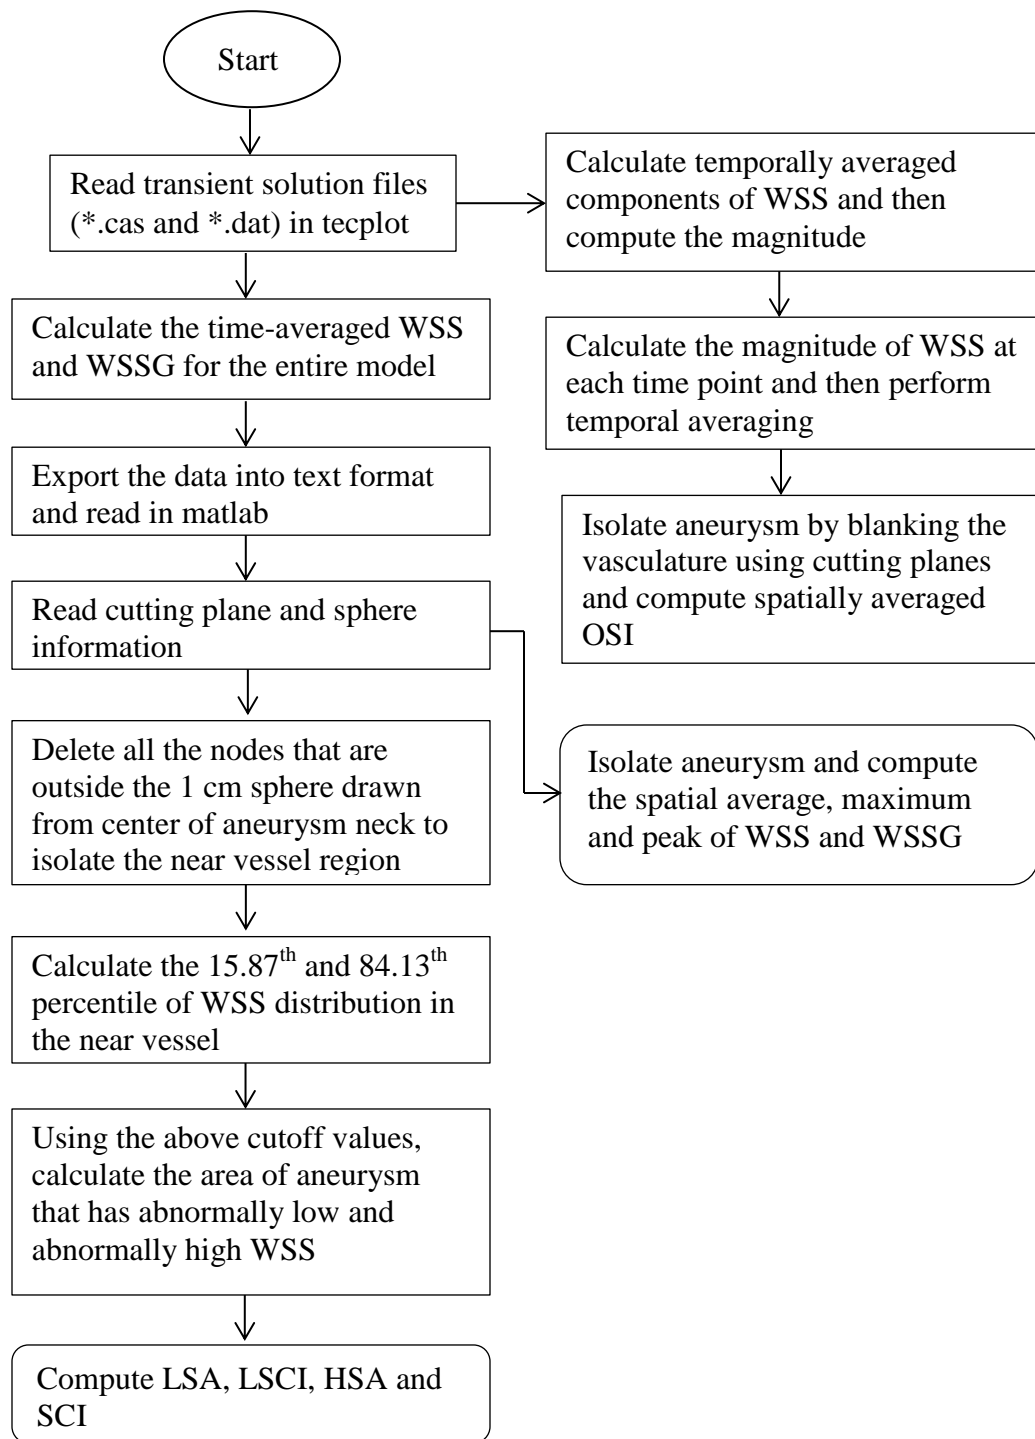 Start
Read transient solution files
(*.cas and *.dat) in tecplot
Calculate the time-averaged WSS
and WSSG for the entire model
Export the data into text format
and read in matlab
Read cutting plane and sphere
information
Delete all the nodes that are
outside the 1 cm sphere drawn
from center of aneurysm neck to
isolate the near vessel region
Calculate the 15.87th and 84.13th
percentile of WSS distribution in
the near vessel
Using the above cutoff values,
calculate the area of aneurysm
that has abnormally low and
abnormally high WSS
Compute LSA, LSCI, HSA and
SCI
Calculate temporally averaged
components of WSS and then
compute the magnitude
Calculate the magnitude of WSS at
each time point and then perform
temporal averaging
Isolate aneurysm by blanking the
vasculature using cutting planes
and compute spatially averaged
OSI
Isolate aneurysm and compute
the spatial average, maximum
and peak of WSS and WSSG